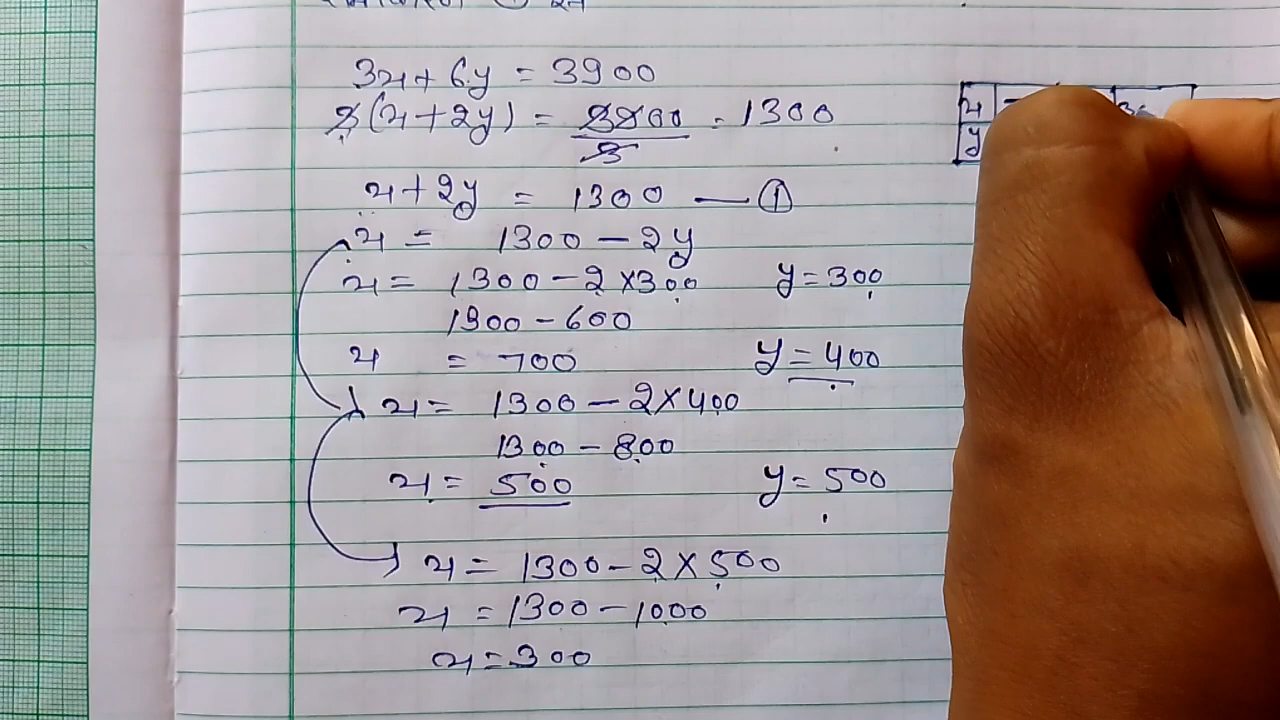 3x + 6y = 3900
3(x + 2y) = 3900/3 = 1300
x + 2y = 1300 — ①
x = 1300 - 2y
x = 1300 - 2 × 300 y = 300
1300 - 600
x = 700 y = 400
x = 1300 - 2 × 400
1300 - 800
x = 500 y = 500
x = 1300 - 2 × 500
x = 1300 - 1000
x = 300
x
y